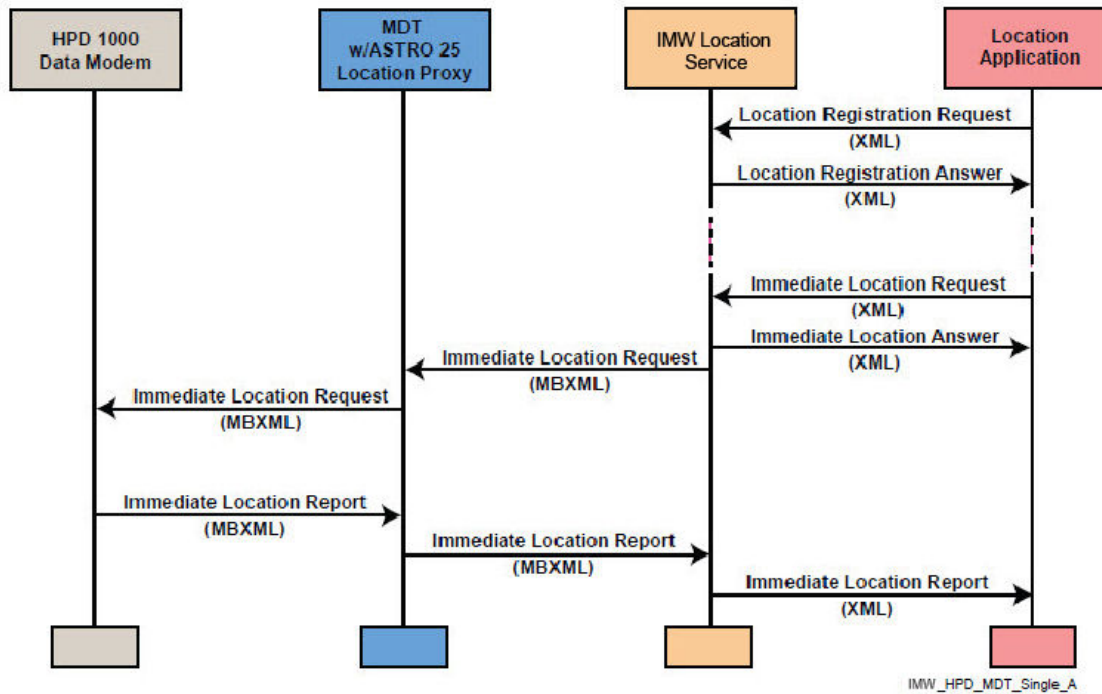 HPD 1000
Data Modem
MDT
w/ASTRO 25
Location Proxy
IMW Location
Service
Location
Application
Location Registration Request
(XML)
Location Registration Answer
(XML)
Immediate Location Request
(XML)
Immediate Location Answer
(XML)
Immediate Location Request
(MBXML)
Immediate Location Request
(MBXML)
Immediate Location Report
(MBXML)
Immediate Location Report
(MBXML)
Immediate Location Report
(XML)
IMW_HPD_MDT_Single_A